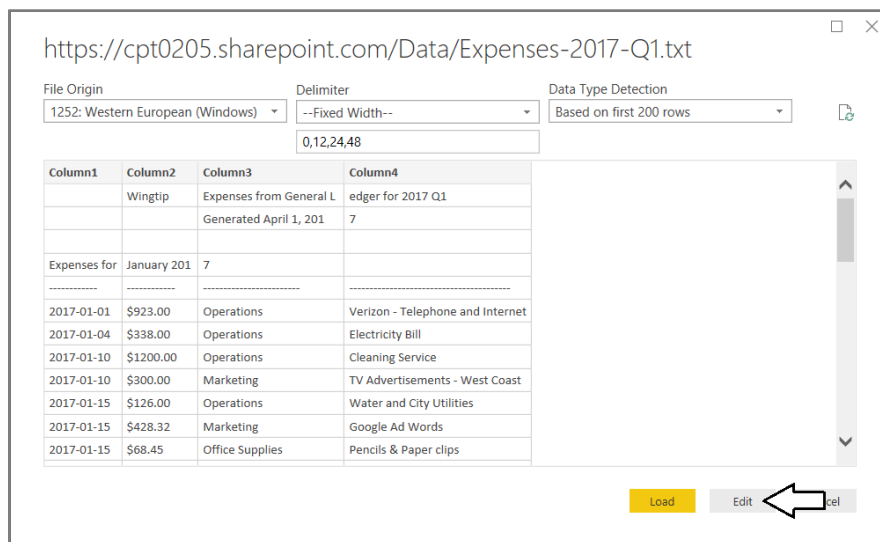 https://cpt0205.sharepoint.com/Data/Expenses-2017-Q1.txt
File Origin Delimiter Data Type Detection
1252: Western European (Windows) --Fixed Width-- Based on first 200 rows
0,12,24,48
Column1 Column2 Column3 Column4
Wingtip Expenses from General L edger for 2017 Q1
Generated April 1, 201 7
Expenses for January 201 7
------------ ------------ ------------------------ ----------------------------------------
2017-01-01 $923.00 Operations Verizon - Telephone and Internet
2017-01-04 $338.00 Operations Electricity Bill
2017-01-10 $1200.00 Operations Cleaning Service
2017-01-10 $300.00 Marketing TV Advertisements - West Coast
2017-01-15 $126.00 Operations Water and City Utilities
2017-01-15 $428.32 Marketing Google Ad Words
2017-01-15 $68.45 Office Supplies Pencils & Paper clips
Load Edit cel